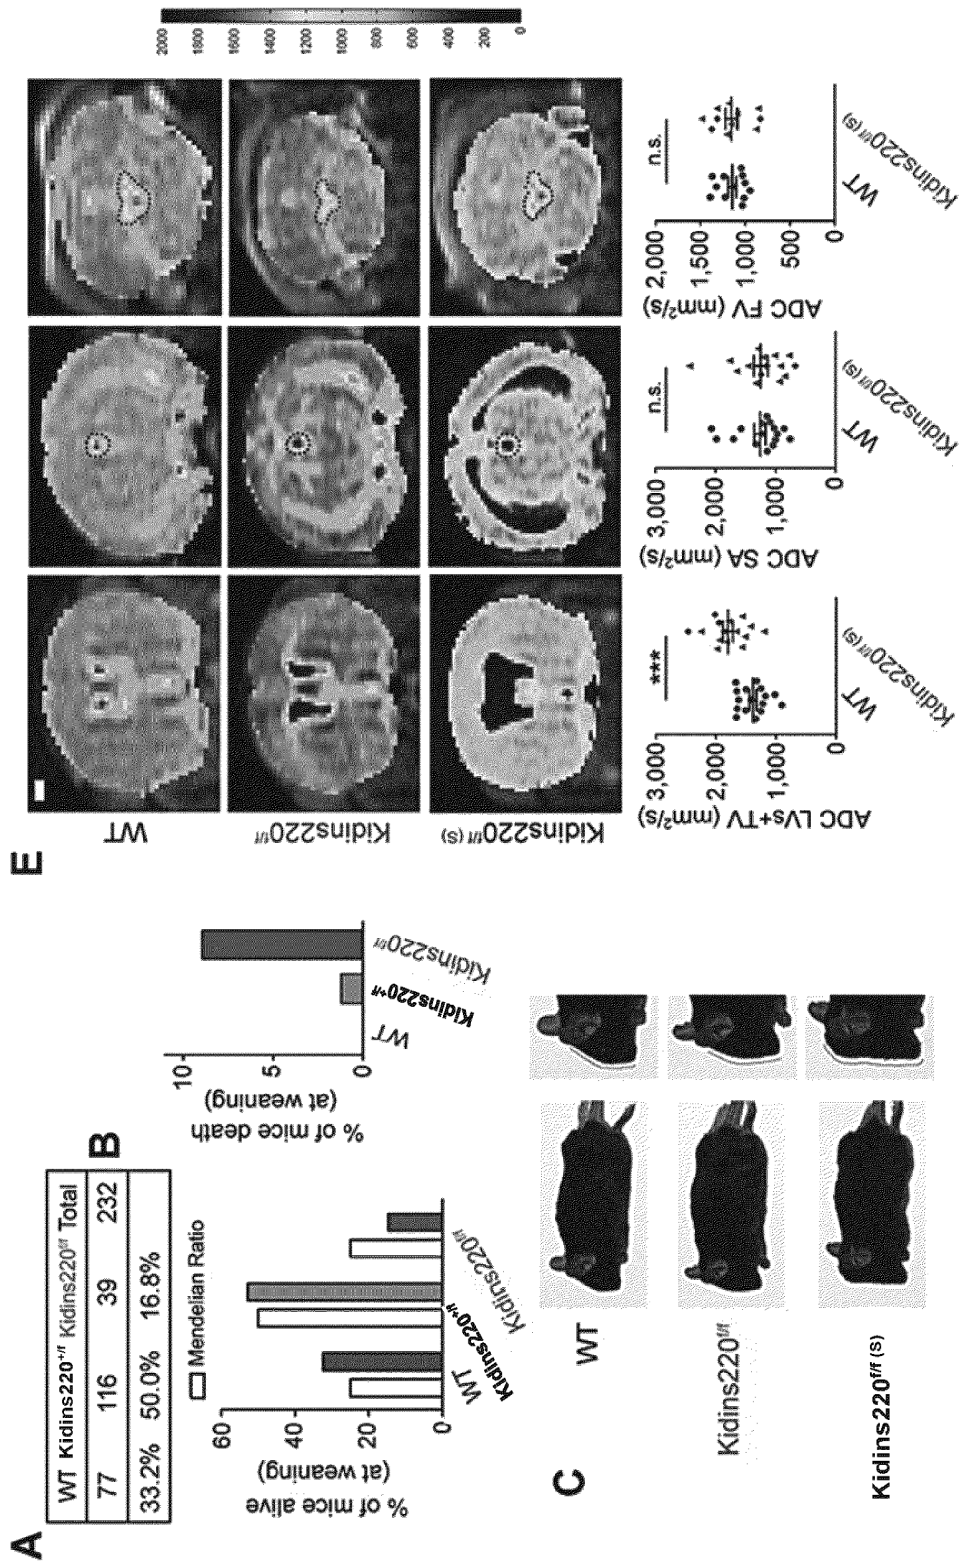 A
WT Kidins220+/f Kidins220f/f Total
77 116 39 232
33.2% 50.0% 16.8%
Mendelian Ratio
% of mice alive
(at weaning)
60
40
20
0
WT
Kidins220+/f
Kidins220f/f
B
% of mice death
(at weaning)
10
5
0
WT
Kidins220+/f
Kidins220f/f
C
WT
Kidins220f/f
Kidins220f/f (S)
E
WT
Kidins220f/f
Kidins220f/f (S)
2000
1800
1600
1400
1200
1000
800
600
400
200
0
ADC LVs+TV (mm²/s)
3,000
2,000
1,000
0
***
WT
Kidins220f/f (S)
ADC SA (mm²/s)
3,000
2,000
1,000
0
n.s.
WT
Kidins220f/f (S)
ADC FV (mm²/s)
2,000
1,500
1,000
500
0
n.s.
WT
Kidins220f/f (S)